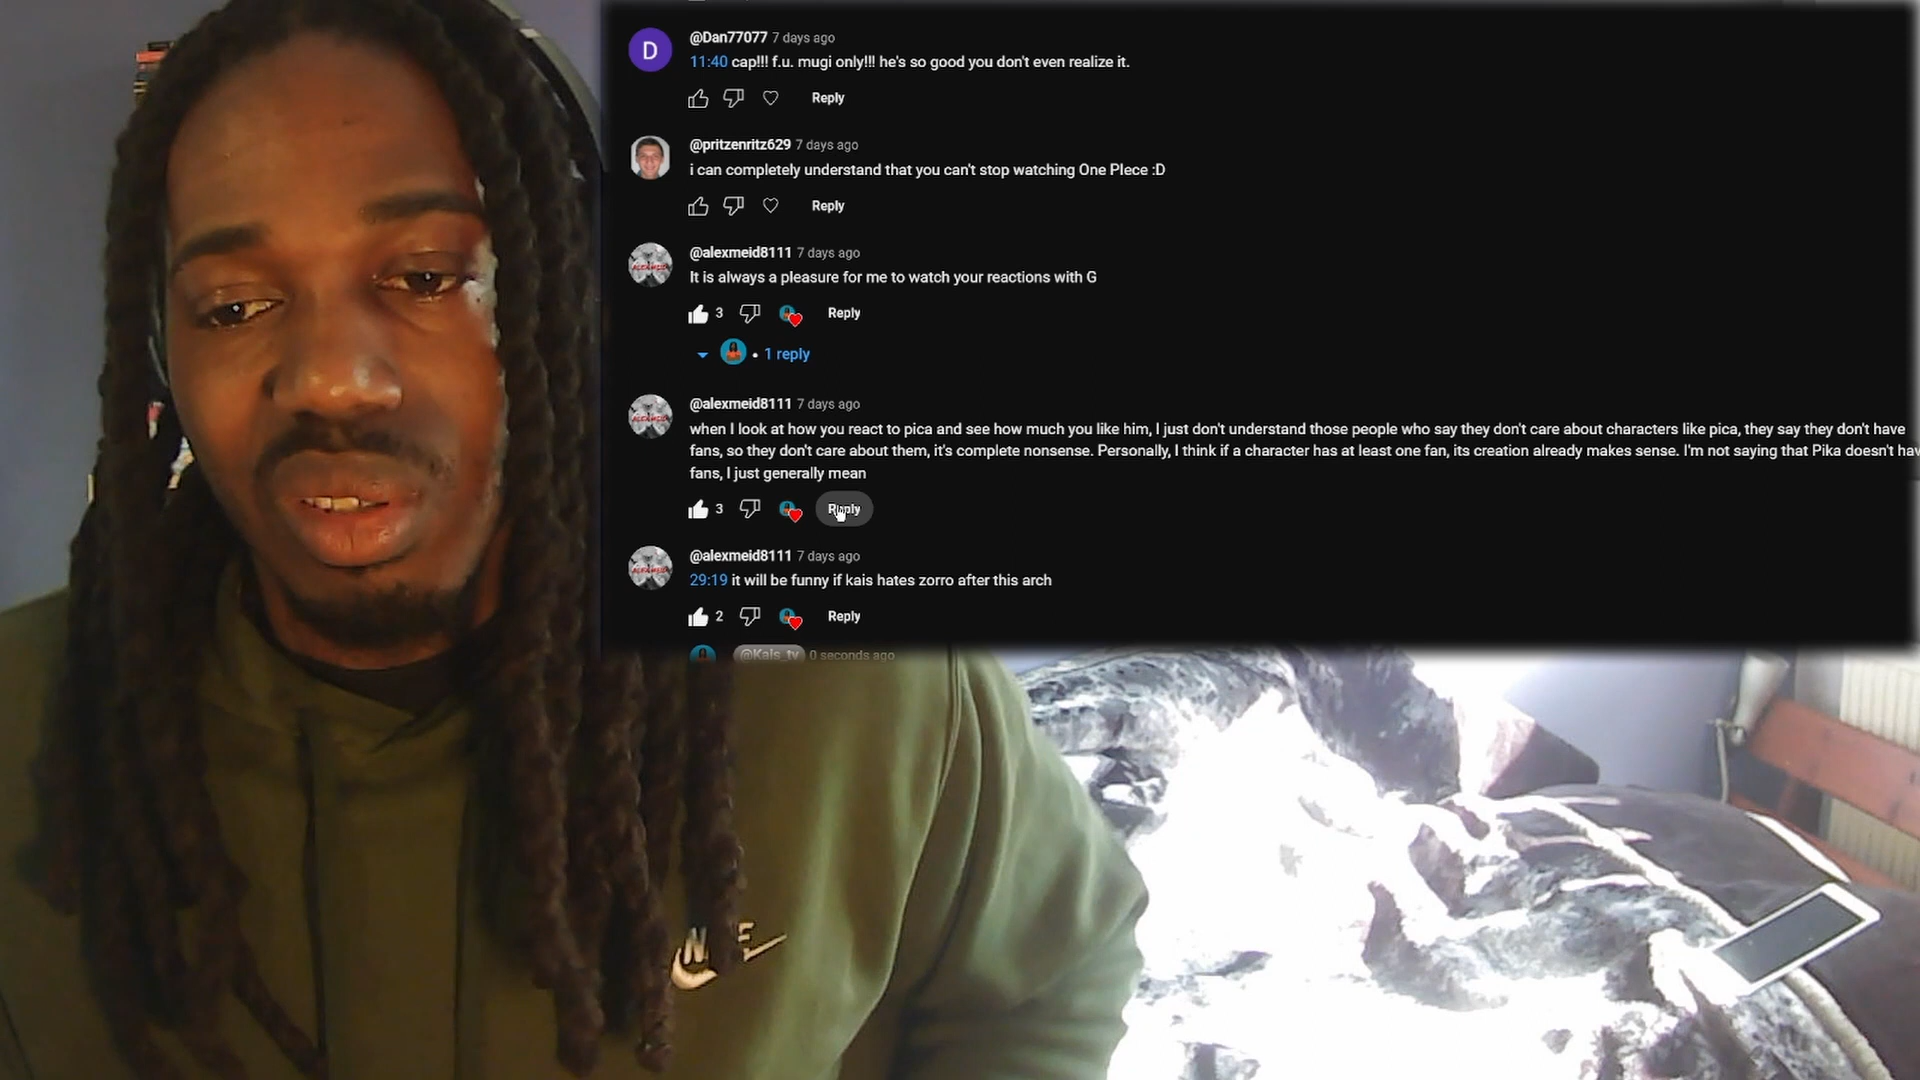 D
@Dan77077 7 days ago
11:40 cap!!! f.u. mugi only!!! he's so good you don't even realize it.
Reply
@pritzenritz629 7 days ago
i can completely understand that you can't stop watching One PIece :D
Reply
@alexmeid8111 7 days ago
It is always a pleasure for me to watch your reactions with G
3 Reply
• 1 reply
@alexmeid8111 7 days ago
when I look at how you react to pica and see how much you like him, I just don't understand those people who say they don't care about characters like pica, they say they don't have
fans, so they don't care about them, it's complete nonsense. Personally, I think if a character has at least one fan, its creation already makes sense. I'm not saying that Pika doesn't hav
fans, I just generally mean
3 Reply
@alexmeid8111 7 days ago
29:19 it will be funny if kais hates zorro after this arch
2 Reply
@Kais_tv 0 seconds ago